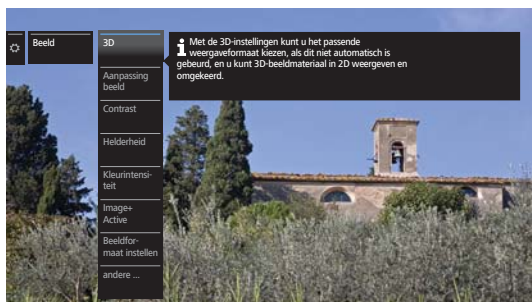 Beeld
3D
Met de 3D-instellingen kunt u het passende
weergaveformaat kiezen, als dit niet automatisch is
gebeurd, en u kunt 3D-beeldmateriaal in 2D weergeven en
omgekeerd.
Aanpassing
beeld
Contrast
Helderheid
Kleurintensi-
teit
Image+
Active
Beeldfor-
maat instellen
andere ...